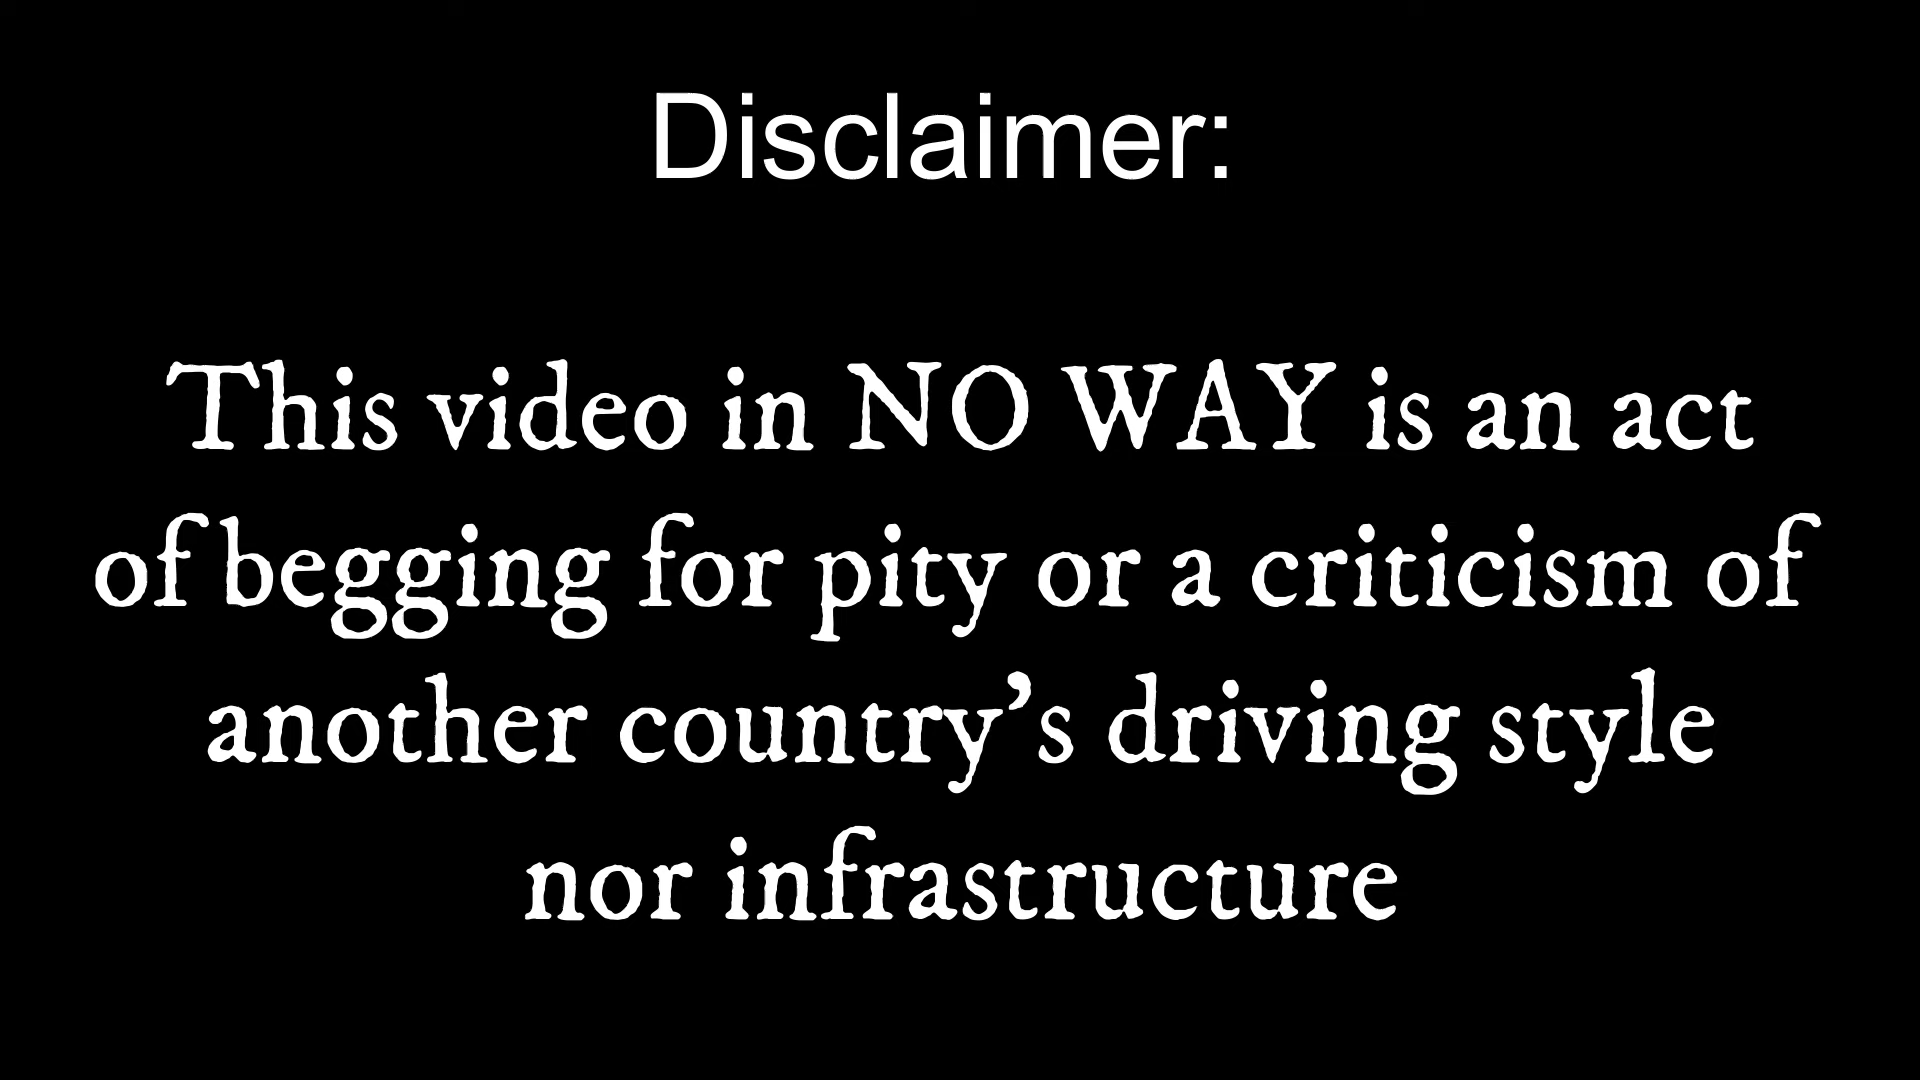 Disclaimer:
This video in NO WAY is an act
of begging for pity or a criticism of
another country’s driving style
nor infrastructure